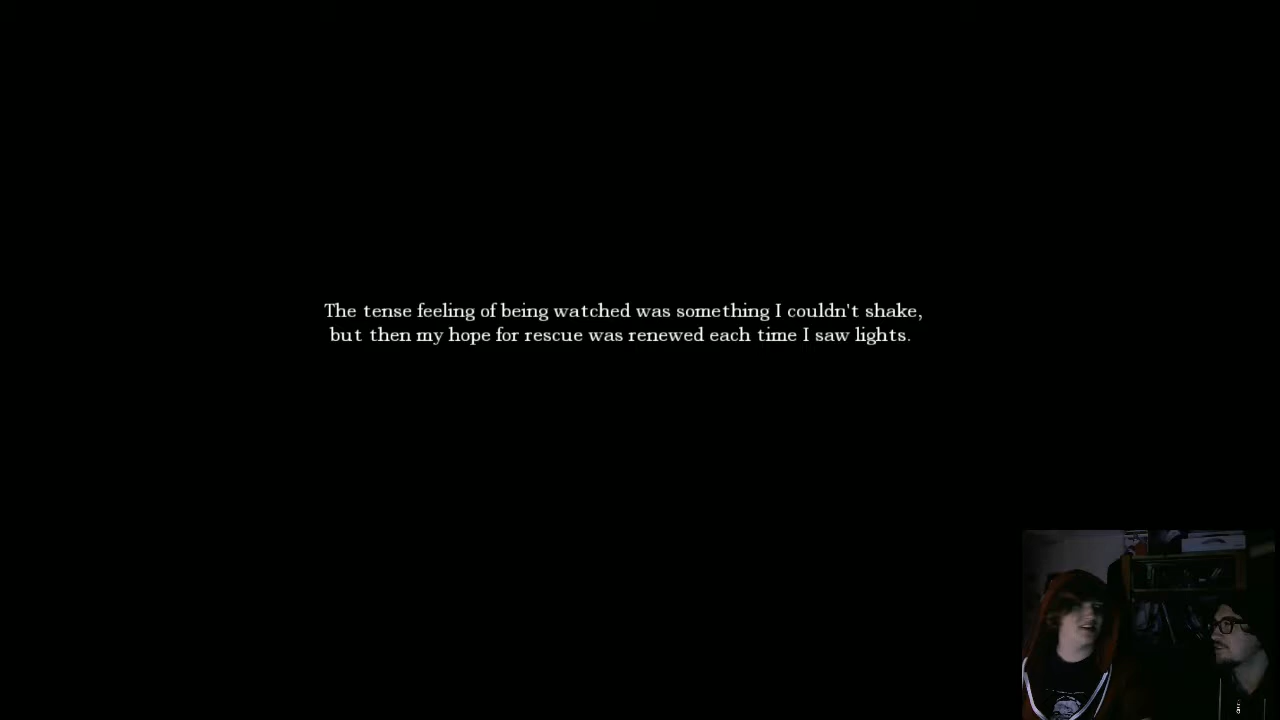 The tense feeling of being watched was something I couldn't shake,
but then my hope for rescue was renewed each time I saw lights.